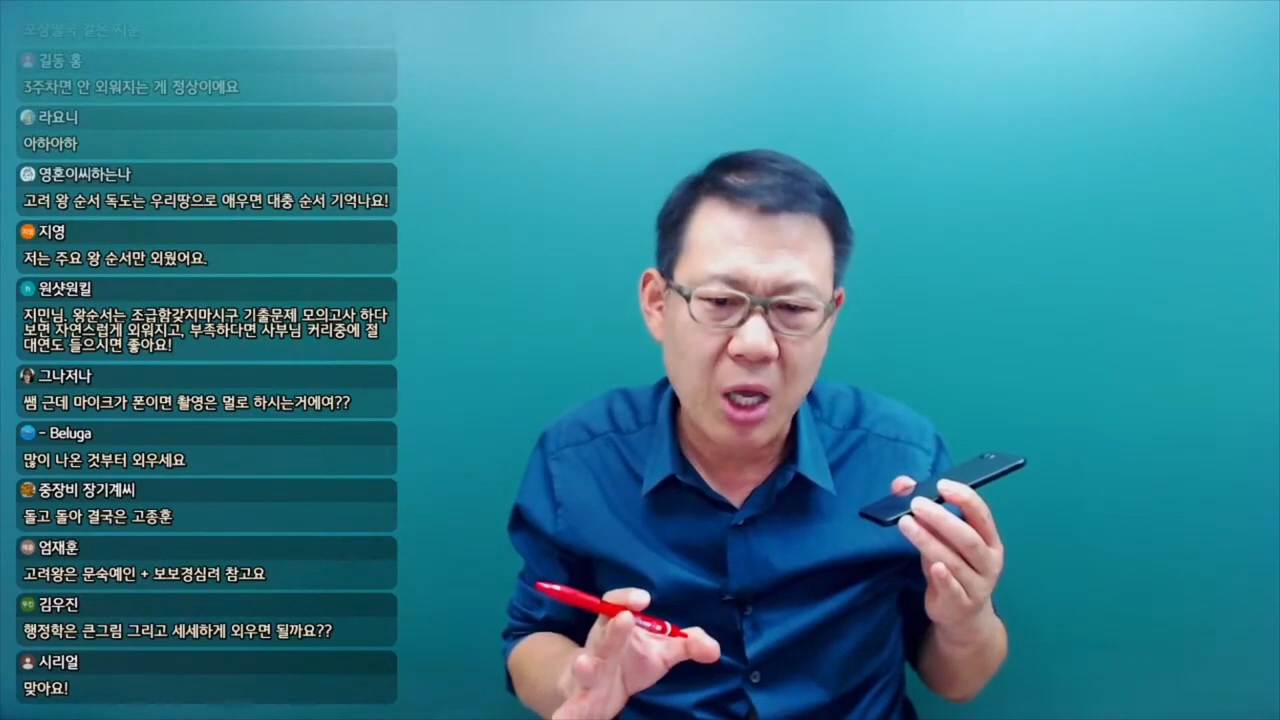 길동 홍
3주차면 안 외워지는 게 정상이에요
라요니
아하아하
영혼이씨하는나
고려 왕 순서 독도는 우리땅으로 애우면 대충 순서 기억나요!
지영
저는 주요 왕 순서만 외웠어요.
원샷원킬
지민님. 왕순서는 조급함갖지마시구 기출문제 모의고사 하다
보면 자연스럽게 외워지고, 부족하다면 사부님 커리중에 절
대연도 들으시면 좋아요!
그나저나
쌤 근데 마이크가 폰이면 촬영은 멀로 하시는거에여??
- Beluga
많이 나온 것부터 외우세요
중장비 장기계씨
돌고 돌아 결국은 고종훈
엄재훈
고려왕은 문숙예인 + 보보경심려 참고요
김우진
행정학은 큰그림 그리고 세세하게 외우면 될까요??
시리얼
맞아요!